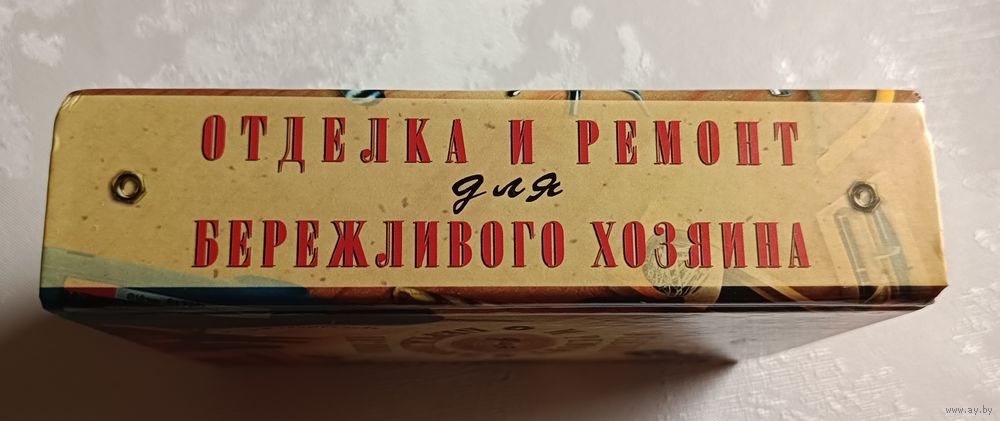 ОТДЕЛКА И РЕМОНТ
для
БЕРЕЖЛИВОГО ХОЗЯИНА
www.ay.by